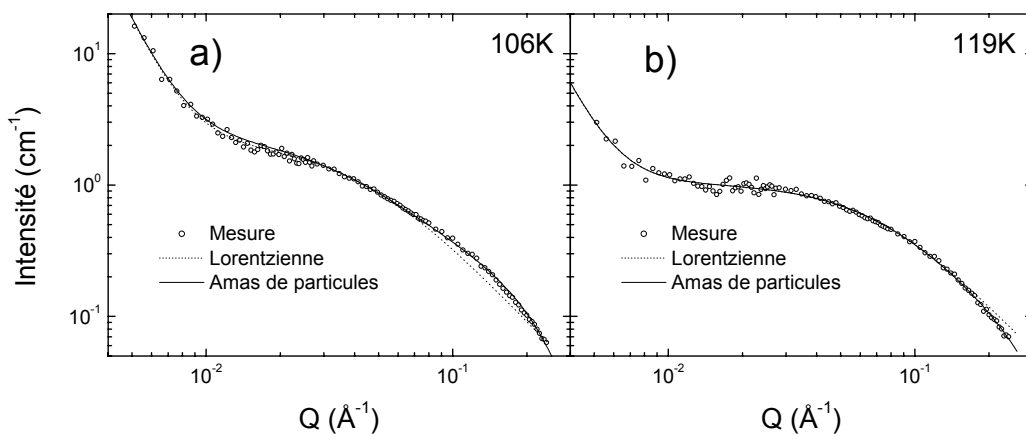 a)
106K
b)
119K
10¹
10⁰
10⁻¹
Intensité (cm⁻¹)
Mesure
Lorentzienne
Amas de particules
Mesure
Lorentzienne
Amas de particules
10⁻²
10⁻¹
10⁻²
10⁻¹
Q (Å⁻¹)
Q (Å⁻¹)